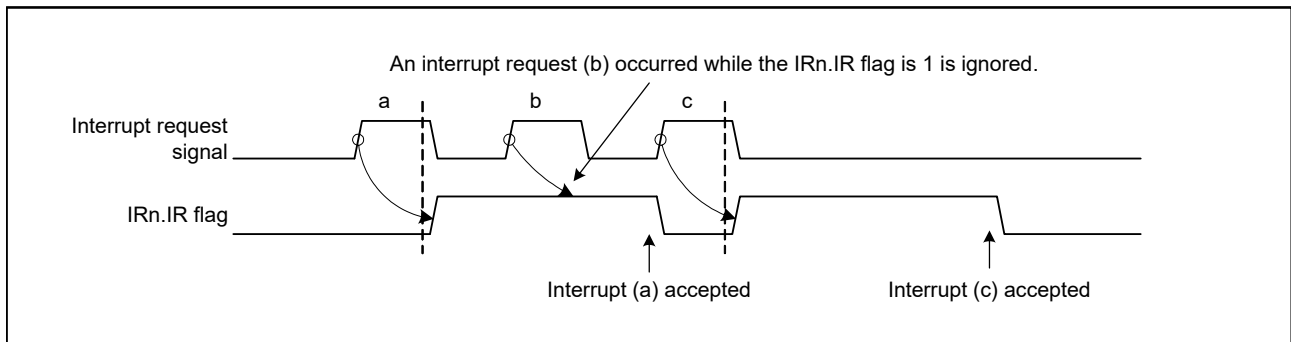 An interrupt request (b) occurred while the IRn.IR flag is 1 is ignored.
a
b
c
Interrupt request
signal
IRn.IR flag
Interrupt (a) accepted
Interrupt (c) accepted